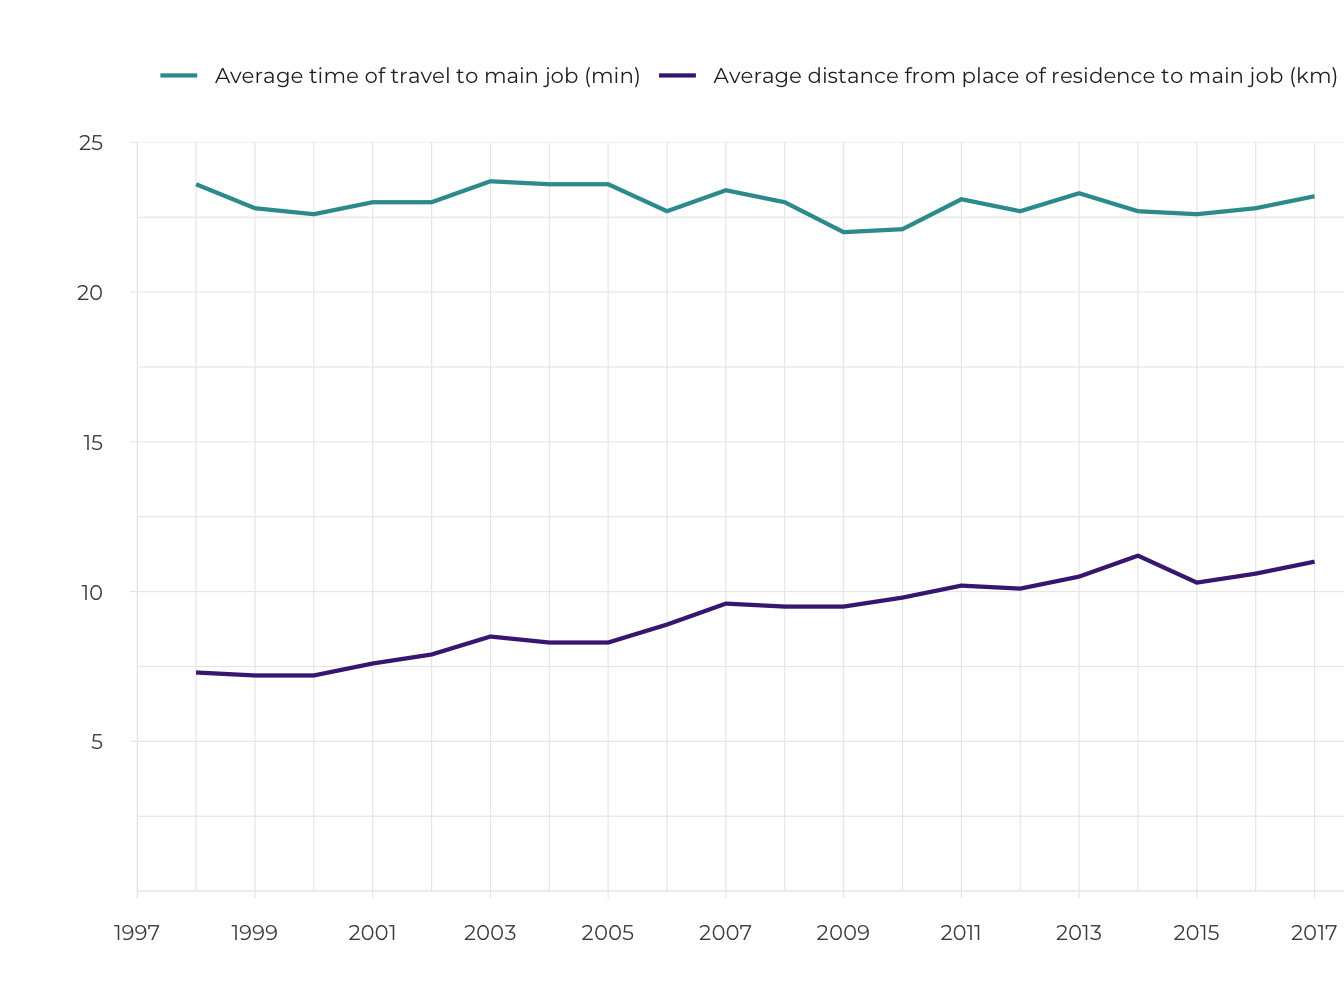 Average time of travel to main job (min) Average distance from place of residence to main job (km)
25
20
15
10
5
1997 1999 2001 2003 2005 2007 2009 2011 2013 2015 2017